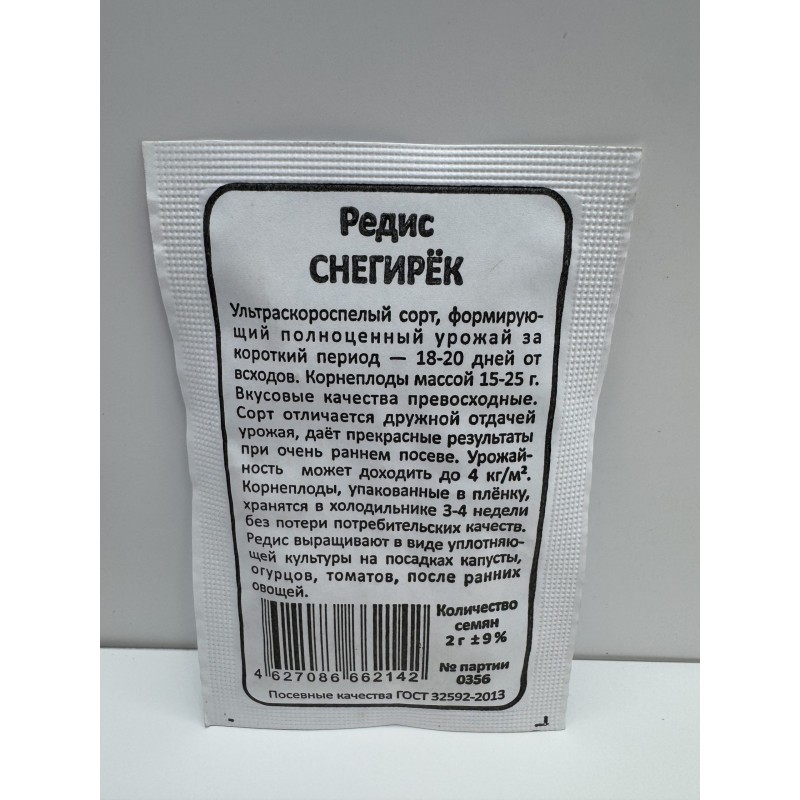 Редис
СНЕГИРЁК
Ультраскороспелый сорт, формирую-
щий полноценный урожай за
короткий период — 18-20 дней от
всходов. Корнеплоды массой 15-25 г.
Вкусовые качества превосходные.
Сорт отличается дружной отдачей
урожая, даёт прекрасные результаты
при очень раннем посеве. Урожай-
ность может доходить до 4 кг/м².
Корнеплоды, упакованные в плёнку,
хранятся в холодильнике 3-4 недели
без потери потребительских качеств.
Редис выращивают в виде уплотняю-
щей культуры на посадках капусты,
огурцов, томатов, после ранних
овощей.
Количество
семян
2 г ± 9 %
№ партии
0356
4 627086 662142
Посевные качества ГОСТ 32592-2013